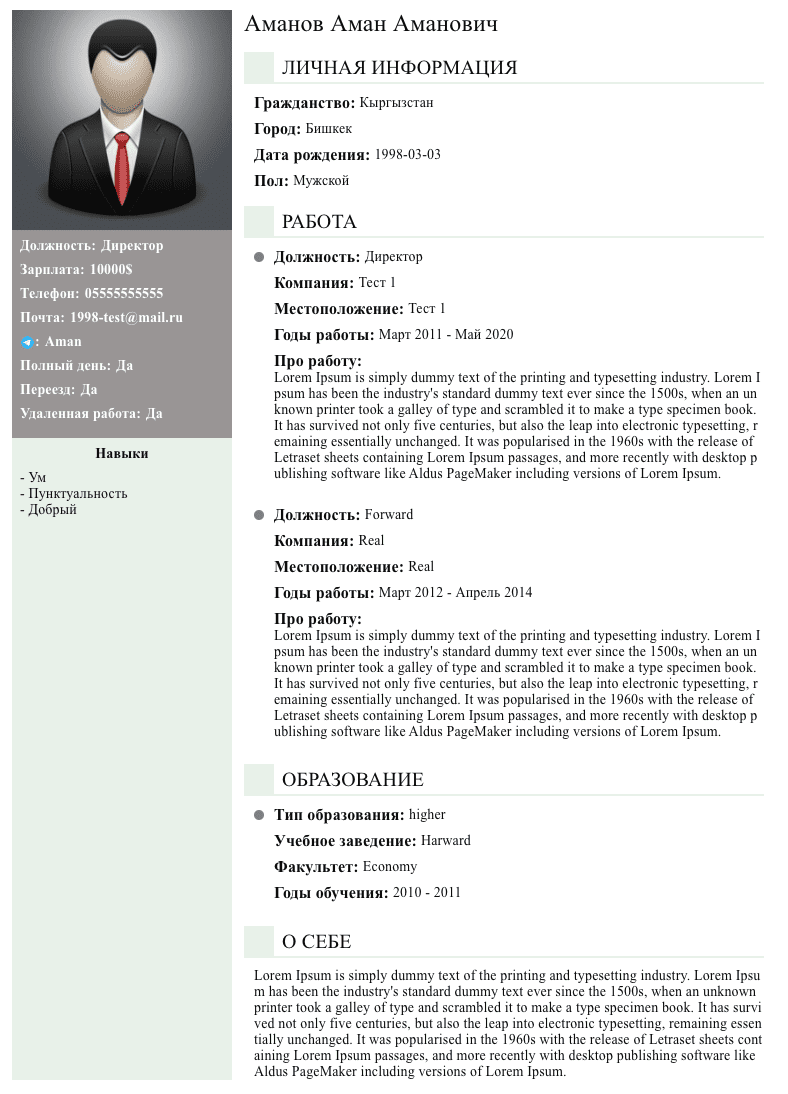 Аманов Аман Аманович
Должность: Директор
Зарплата: 10000$
Телефон: 05555555555
Почта: 1998-test@mail.ru
: Aman
Полный день: Да
Переезд: Да
Удаленная работа: Да
Навыки
- Ум
- Пунктуальность
- Добрый
ЛИЧНАЯ ИНФОРМАЦИЯ
Гражданство: Кыргызстан
Город: Бишкек
Дата рождения: 1998-03-03
Пол: Мужской
РАБОТА
Должность: Директор
Компания: Тест 1
Местоположение: Тест 1
Годы работы: Март 2011 - Май 2020
Про работу:
Lorem Ipsum is simply dummy text of the printing and typesetting industry. Lorem I
psum has been the industry's standard dummy text ever since the 1500s, when an un
known printer took a galley of type and scrambled it to make a type specimen book.
It has survived not only five centuries, but also the leap into electronic typesetting, r
emaining essentially unchanged. It was popularised in the 1960s with the release of
Letraset sheets containing Lorem Ipsum passages, and more recently with desktop p
ublishing software like Aldus PageMaker including versions of Lorem Ipsum.
Должность: Forward
Компания: Real
Местоположение: Real
Годы работы: Март 2012 - Апрель 2014
Про работу:
Lorem Ipsum is simply dummy text of the printing and typesetting industry. Lorem I
psum has been the industry's standard dummy text ever since the 1500s, when an un
known printer took a galley of type and scrambled it to make a type specimen book.
It has survived not only five centuries, but also the leap into electronic typesetting, r
emaining essentially unchanged. It was popularised in the 1960s with the release of
Letraset sheets containing Lorem Ipsum passages, and more recently with desktop p
ublishing software like Aldus PageMaker including versions of Lorem Ipsum.
ОБРАЗОВАНИЕ
Тип образования: higher
Учебное заведение: Harward
Факультет: Economy
Годы обучения: 2010 - 2011
О СЕБЕ
Lorem Ipsum is simply dummy text of the printing and typesetting industry. Lorem Ipsu
m has been the industry's standard dummy text ever since the 1500s, when an unknown
printer took a galley of type and scrambled it to make a type specimen book. It has survi
ved not only five centuries, but also the leap into electronic typesetting, remaining essen
tially unchanged. It was popularised in the 1960s with the release of Letraset sheets cont
aining Lorem Ipsum passages, and more recently with desktop publishing software like
Aldus PageMaker including versions of Lorem Ipsum.